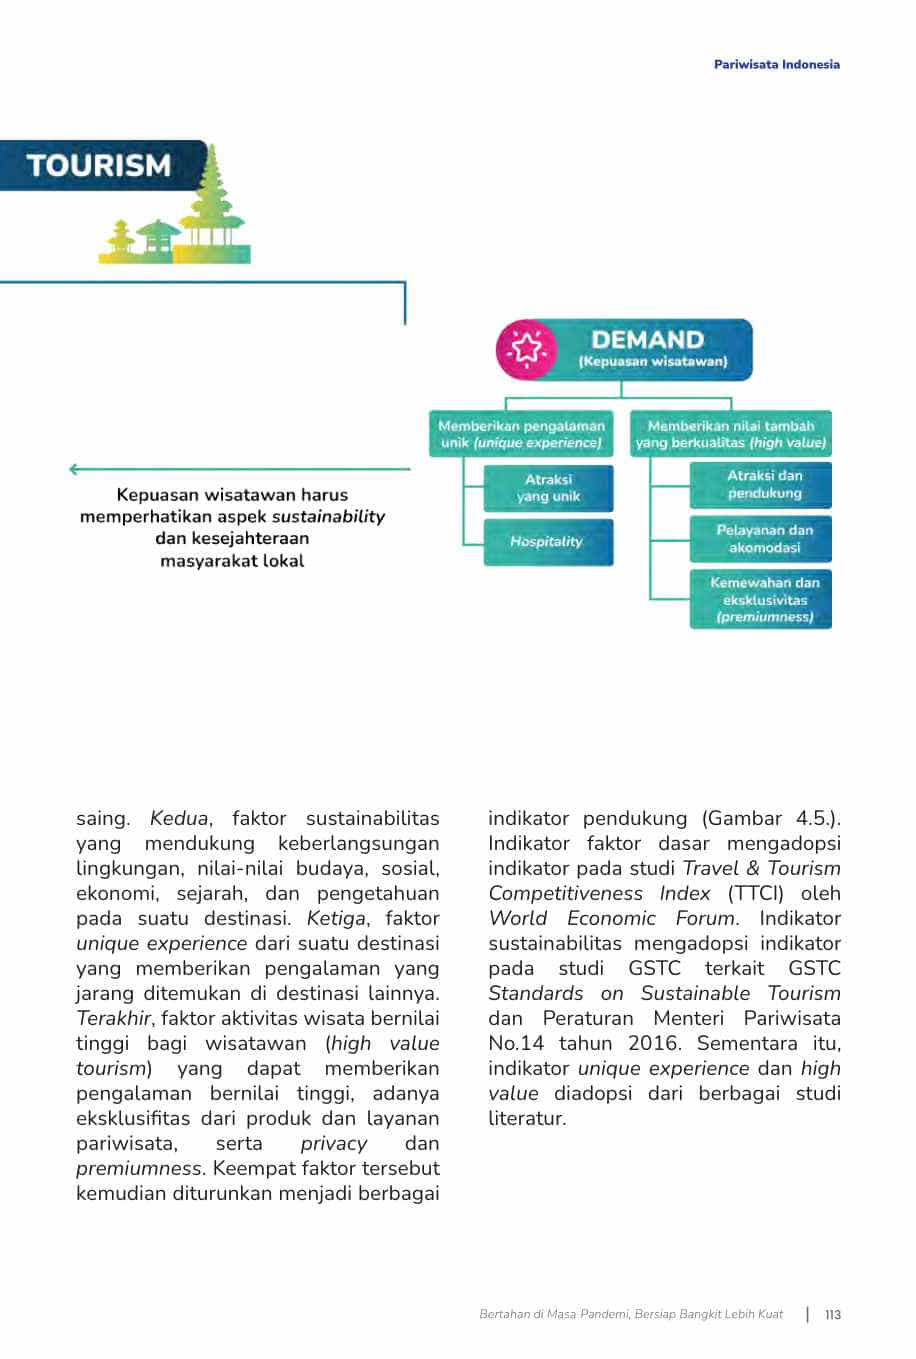 Pariwisata Indonesia
TOURISM
DEMAND
(Kepuasan wisatawan)
Memberikan pengalaman
unik (unique experience)
Atraksi
yang unik
Hospitality
Memberikan nilai tambah
yang berkualitas (high value)
Atraksi dan
pendukung
Pelayanan dan
akomodasi
Kemewahan dan
eksklusivitas
(premiumness)
Kepuasan wisatawan harus
memperhatikan aspek sustainability
dan kesejahteraan
masyarakat lokal
saing. Kedua, faktor sustainabilitas
yang mendukung keberlangsungan
lingkungan, nilai-nilai budaya, sosial,
ekonomi, sejarah, dan pengetahuan
pada suatu destinasi. Ketiga, faktor
unique experience dari suatu destinasi
yang memberikan pengalaman yang
jarang ditemukan di destinasi lainnya.
Terakhir, faktor aktivitas wisata bernilai
tinggi bagi wisatawan (high value
tourism) yang dapat memberikan
pengalaman bernilai tinggi, adanya
eksklusifitas dari produk dan layanan
pariwisata, serta privacy dan
premiumness. Keempat faktor tersebut
kemudian diturunkan menjadi berbagai
indikator pendukung (Gambar 4.5.).
Indikator faktor dasar mengadopsi
indikator pada studi Travel & Tourism
Competitiveness Index (TTCI) oleh
World Economic Forum. Indikator
sustainabilitas mengadopsi indikator
pada studi GSTC terkait GSTC
Standards on Sustainable Tourism
dan Peraturan Menteri Pariwisata
No.14 tahun 2016. Sementara itu,
indikator unique experience dan high
value diadopsi dari berbagai studi
literatur.
Bertahan di Masa Pandemi, Bersiap Bangkit Lebih Kuat | 113